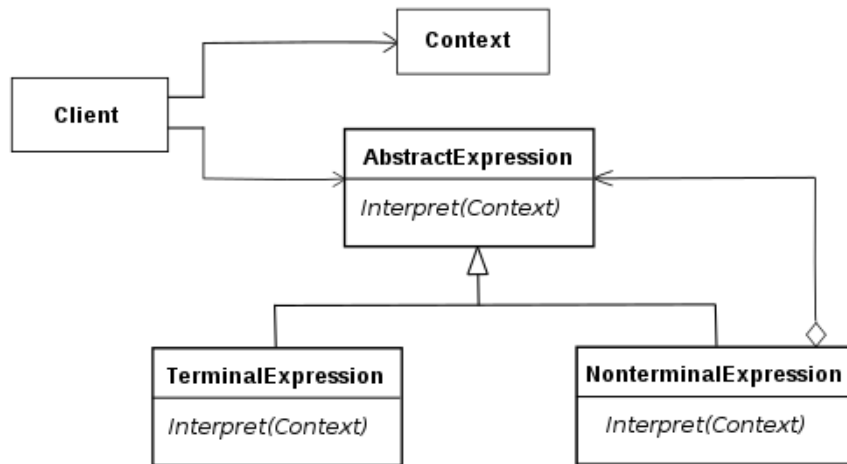 Context
Client
AbstractExpression
Interpret(Context)
TerminalExpression
Interpret(Context)
NonterminalExpression
Interpret(Context)